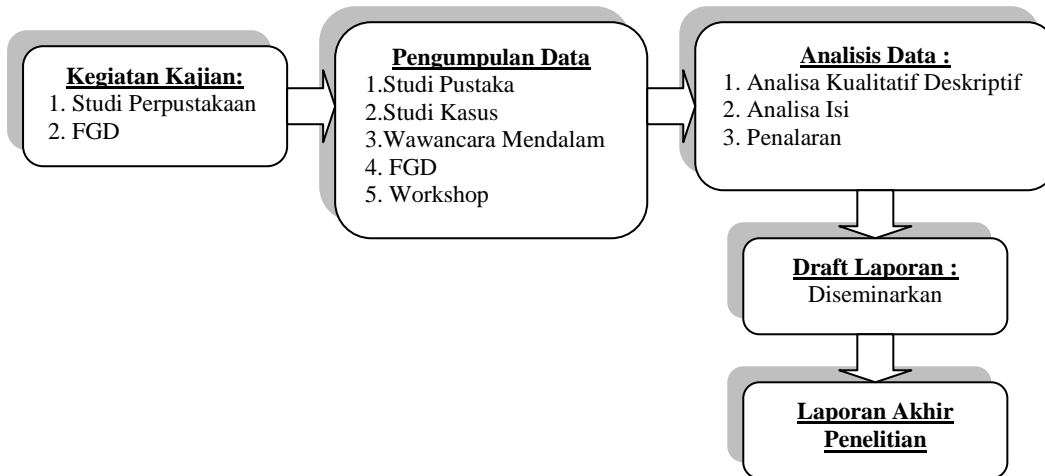 Kegiatan Kajian:
1. Studi Perpustakaan
2. FGD
Pengumpulan Data
1.Studi Pustaka
2.Studi Kasus
3.Wawancara Mendalam
4. FGD
5. Workshop
Analisis Data :
1. Analisa Kualitatif Deskriptif
2. Analisa Isi
3. Penalaran
Draft Laporan :
Diseminarkan
Laporan Akhir
Penelitian